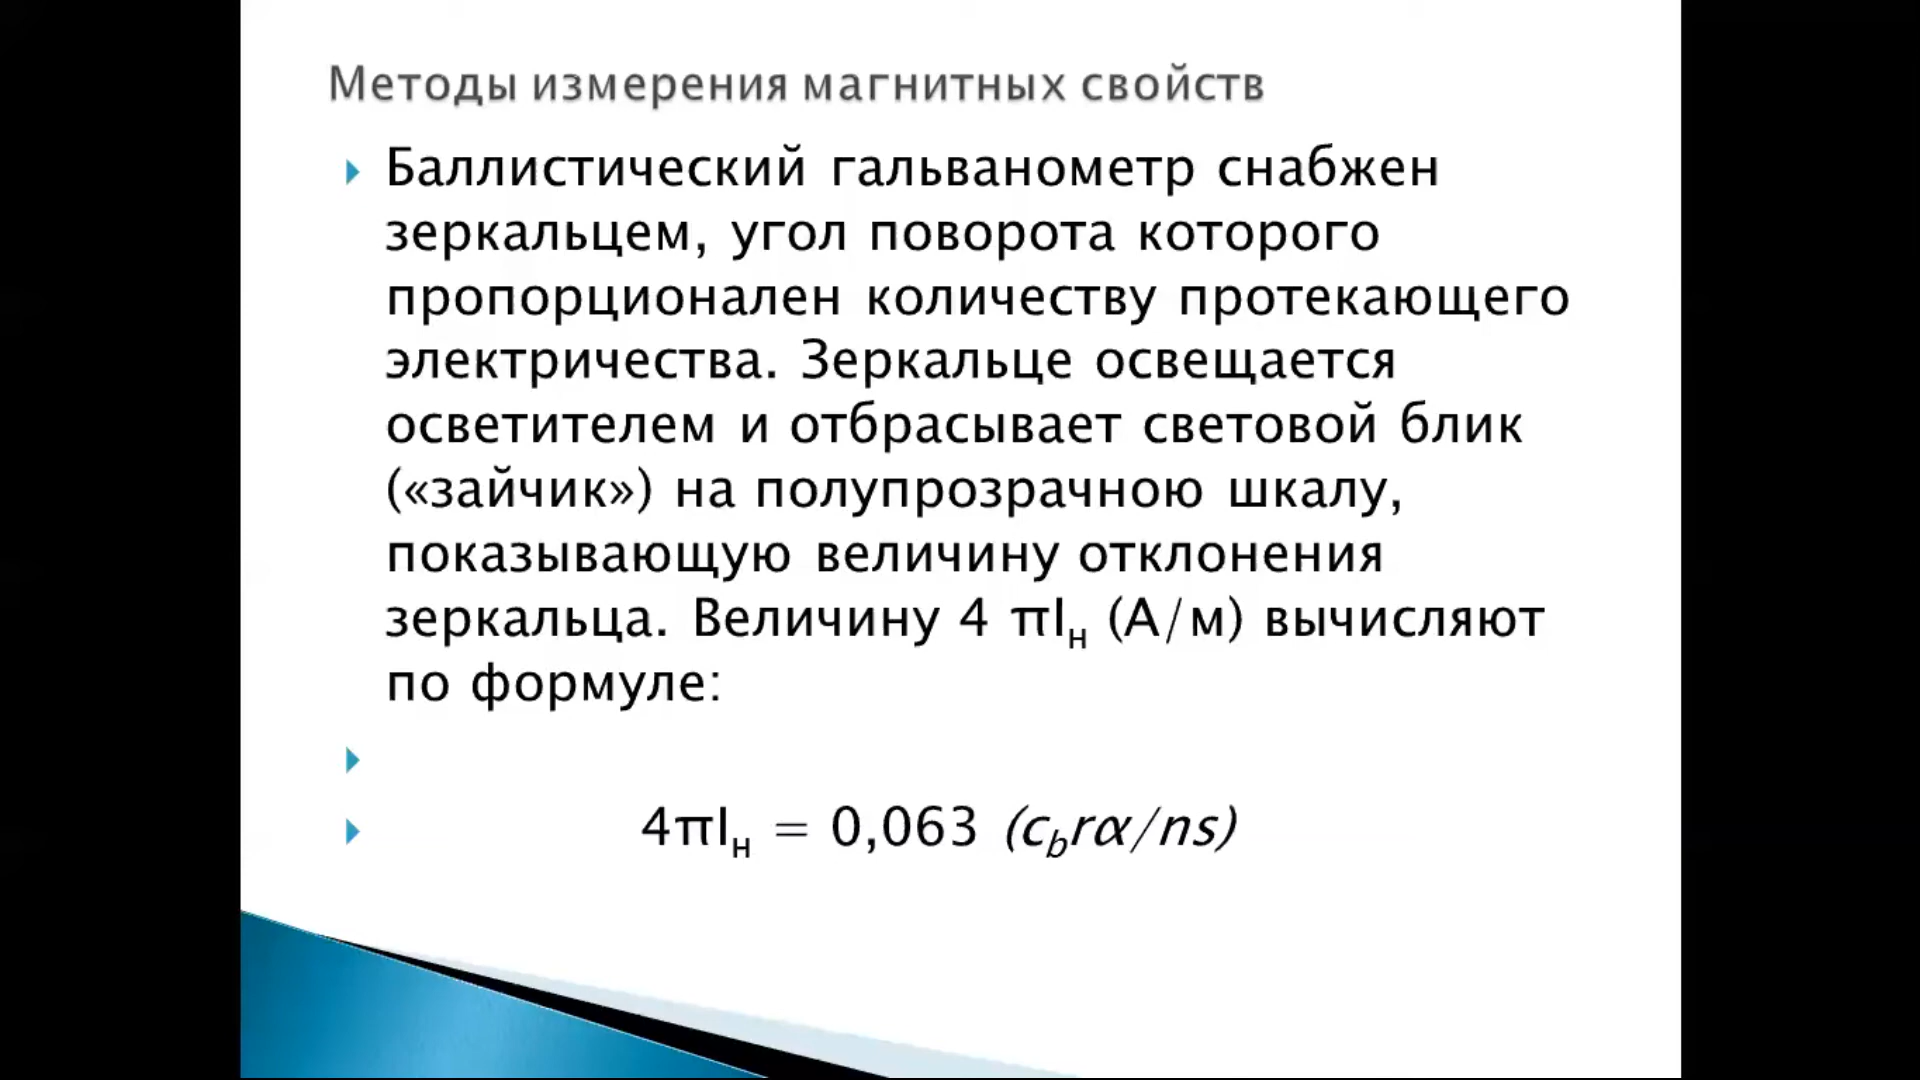 Методы измерения магнитных свойств
Баллистический гальванометр снабжен
зеркальцем, угол поворота которого
пропорционален количеству протекающего
электричества. Зеркальце освещается
осветителем и отбрасывает световой блик
(«зайчик») на полупрозрачною шкалу,
показывающую величину отклонения
зеркальца. Величину 4 πIн (А/м) вычисляют
по формуле:
4πIн = 0,063 (cbrα/ns)